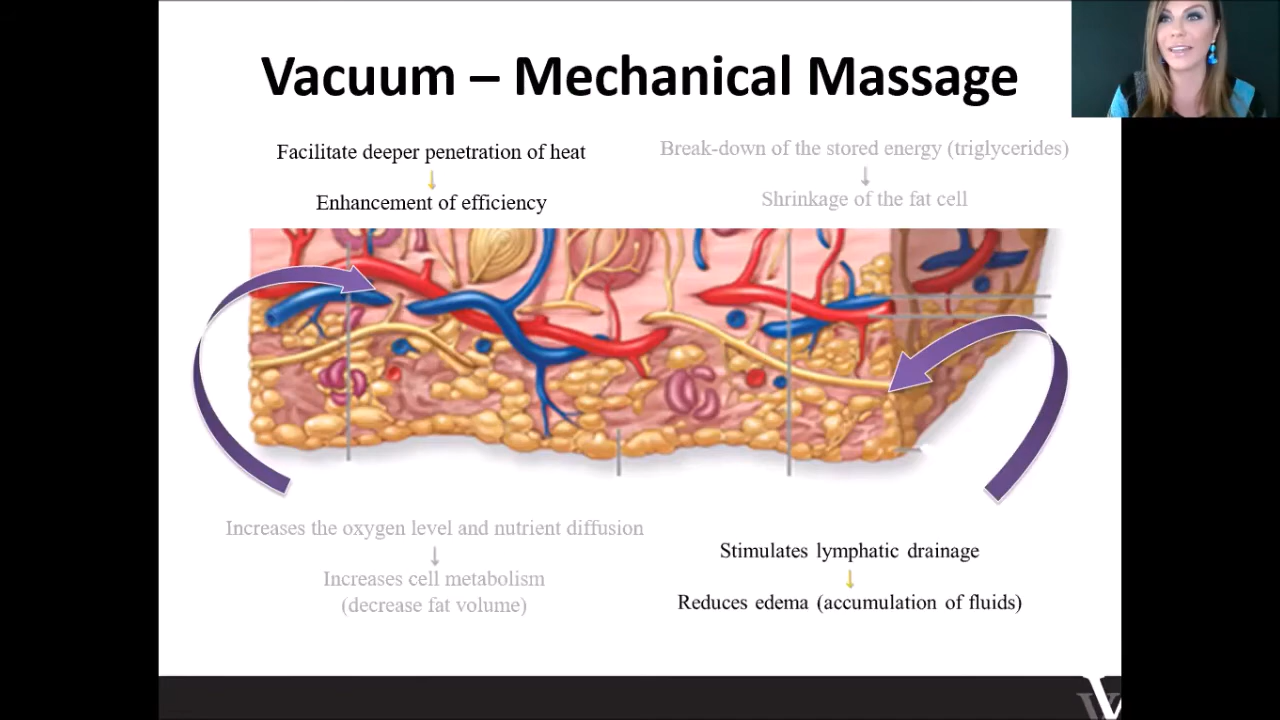 Vacuum – Mechanical Massage
Facilitate deeper penetration of heat
↓
Enhancement of efficiency
Break-down of the stored energy (triglycerides)
↓
Shrinkage of the fat cell
Increases the oxygen level and nutrient diffusion
↓
Increases cell metabolism
(decrease fat volume)
Stimulates lymphatic drainage
↓
Reduces edema (accumulation of fluids)